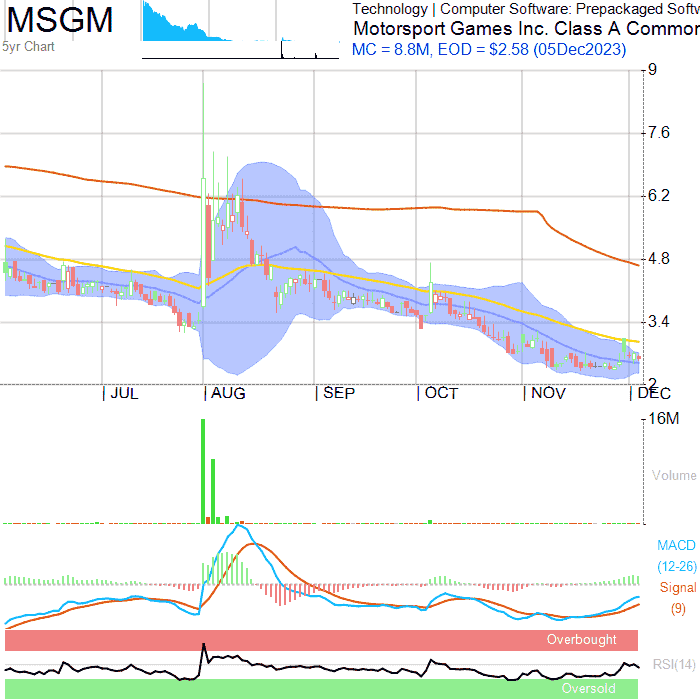 MSGM
5yr Chart
Technology | Computer Software: Prepackaged Softw
Motorsport Games Inc. Class A Common
MC = 8.8M, EOD = $2.58 (05Dec2023)
9
7.6
6.2
4.8
3.4
2
JUL
AUG
SEP
OCT
NOV
DEC
16M
Volume
MACD
(12-26)
Signal
(9)
Overbought
RSI(14)
Oversold